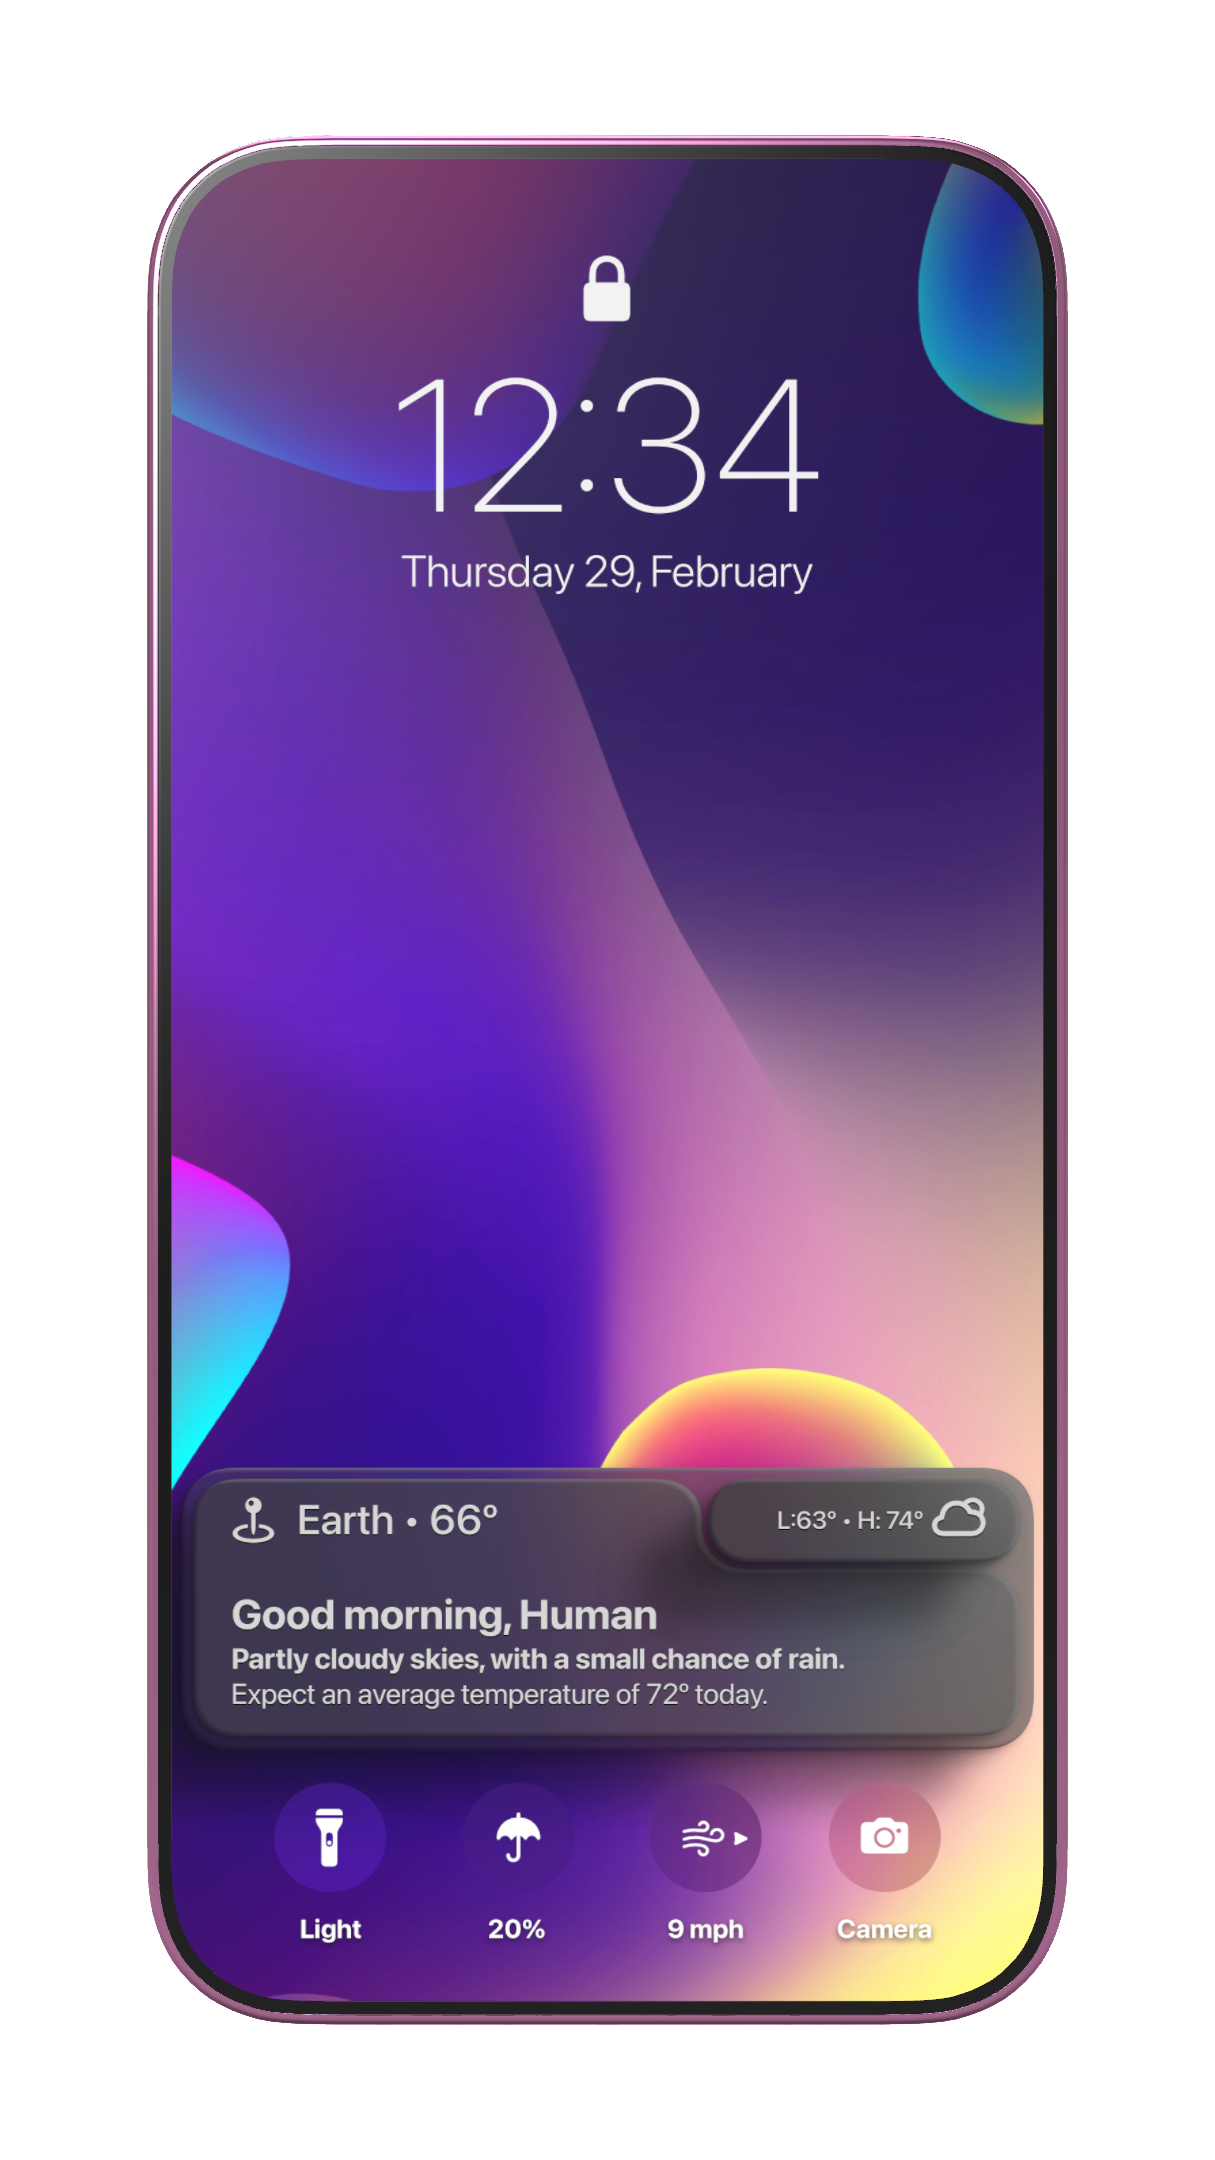 12:34
Thursday 29, February
Earth • 66°
L:63° • H: 74°
Good morning, Human
Partly cloudy skies, with a small chance of rain.
Expect an average temperature of 72° today.
Light
20%
9 mph
Camera